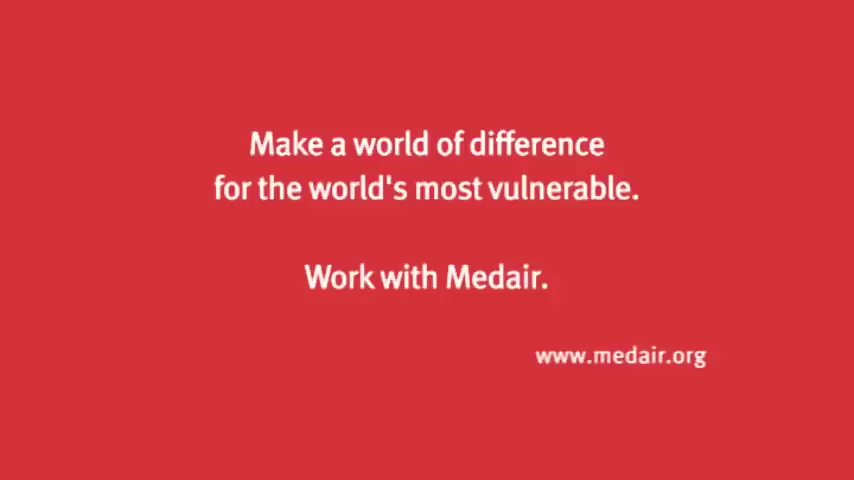 Make a world of difference
for the world's most vulnerable.
Work with Medair.
www.medair.org